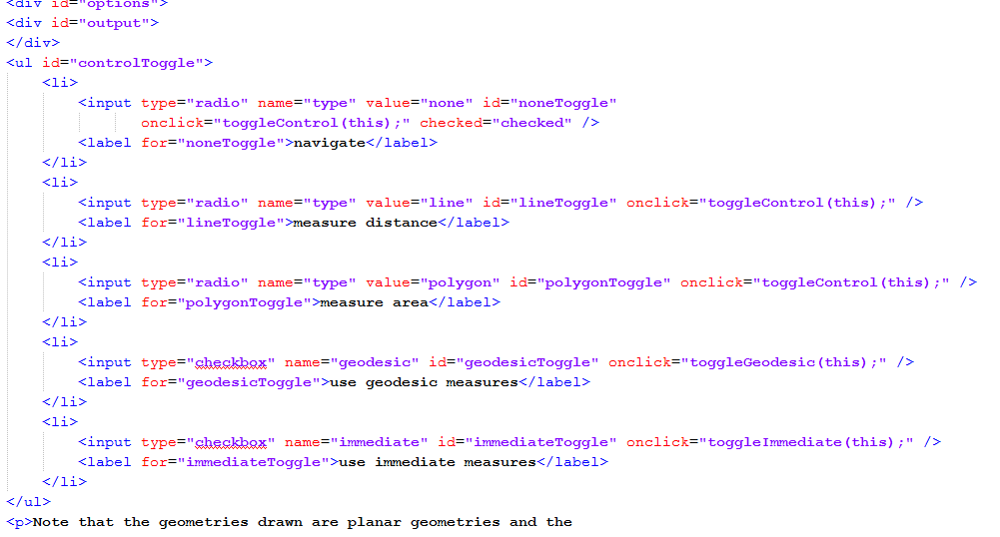 <div id="options">
<div id="output">
</div>
<ul id="controlToggle">
<li>
<input type="radio" name="type" value="none" id="noneToggle"
onclick="toggleControl(this);" checked="checked" />
<label for="noneToggle">navigate</label>
</li>
<li>
<input type="radio" name="type" value="line" id="lineToggle" onclick="toggleControl(this);" />
<label for="lineToggle">measure distance</label>
</li>
<li>
<input type="radio" name="type" value="polygon" id="polygonToggle" onclick="toggleControl(this);" />
<label for="polygonToggle">measure area</label>
</li>
<li>
<input type="checkbox" name="geodesic" id="geodesicToggle" onclick="toggleGeodesic(this);" />
<label for="geodesicToggle">use geodesic measures</label>
</li>
<li>
<input type="checkbox" name="immediate" id="immediateToggle" onclick="toggleImmediate(this);" />
<label for="immediateToggle">use immediate measures</label>
</li>
</ul>
<p>Note that the geometries drawn are planar geometries and the